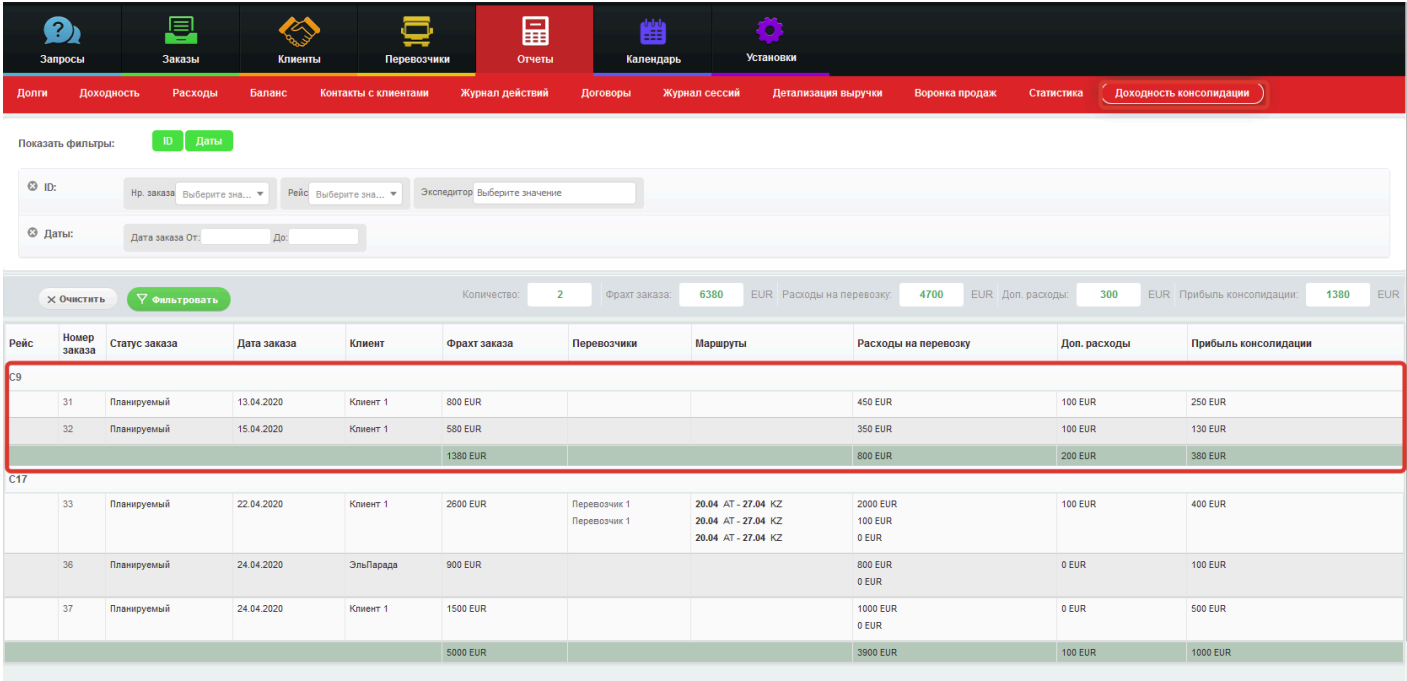 Запросы Заказы Клиенты Перевозчики Отчеты Календарь Установки
Долги Доходность Расходы Баланс Контакты с клиентами Журнал действий Договоры Журнал сессий Детализация выручки Воронка продаж Статистика Доходность консолидации
Показать фильтры: ID Даты
ID: Нр. заказа Выберите зна... Рейс Выберите зна... Экспедитор Выберите значение
Даты: Дата заказа От: До:
Очистить Фильтровать Количество: 2 Фрахт заказа: 6380 EUR Расходы на перевозку: 4700 EUR Доп. расходы: 300 EUR Прибыль консолидации: 1380 EUR
Рейс Номер заказа Статус заказа Дата заказа Клиент Фрахт заказа Перевозчики Маршруты Расходы на перевозку Доп. расходы Прибыль консолидации
C9
31 Планируемый 13.04.2020 Клиент 1 800 EUR 450 EUR 100 EUR 250 EUR
32 Планируемый 15.04.2020 Клиент 1 580 EUR 350 EUR 100 EUR 130 EUR
1380 EUR 800 EUR 200 EUR 380 EUR
C17
33 Планируемый 22.04.2020 Клиент 1 2600 EUR Перевозчик 1 20.04 AT - 27.04 KZ 2000 EUR 100 EUR 400 EUR
Перевозчик 1 20.04 AT - 27.04 KZ 100 EUR
20.04 AT - 27.04 KZ 0 EUR
36 Планируемый 24.04.2020 ЭльПарада 900 EUR 800 EUR 0 EUR 100 EUR
0 EUR
37 Планируемый 24.04.2020 Клиент 1 1500 EUR 1000 EUR 0 EUR 500 EUR
0 EUR
5000 EUR 3900 EUR 100 EUR 1000 EUR